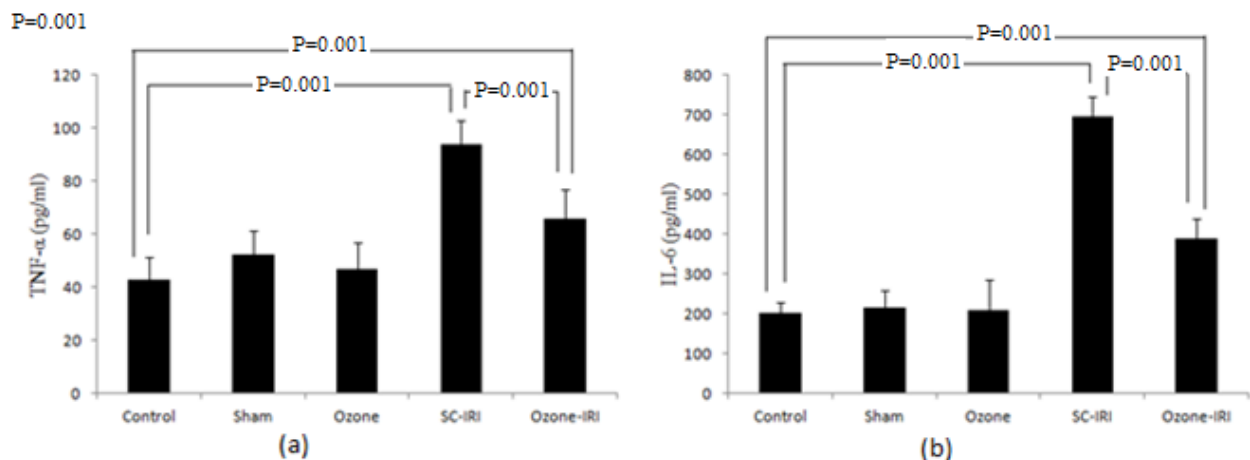 P=0.001
P=0.001
P=0.001
P=0.001
120
100
80
60
40
20
0
TNF-α (pg/ml)
Control Sham Ozone SC-IRI Ozone-IRI
(a)
P=0.001
P=0.001
P=0.001
800
700
600
500
400
300
200
100
0
IL-6 (pg/ml)
Control Sham Ozone SC-IRI Ozone-IRI
(b)